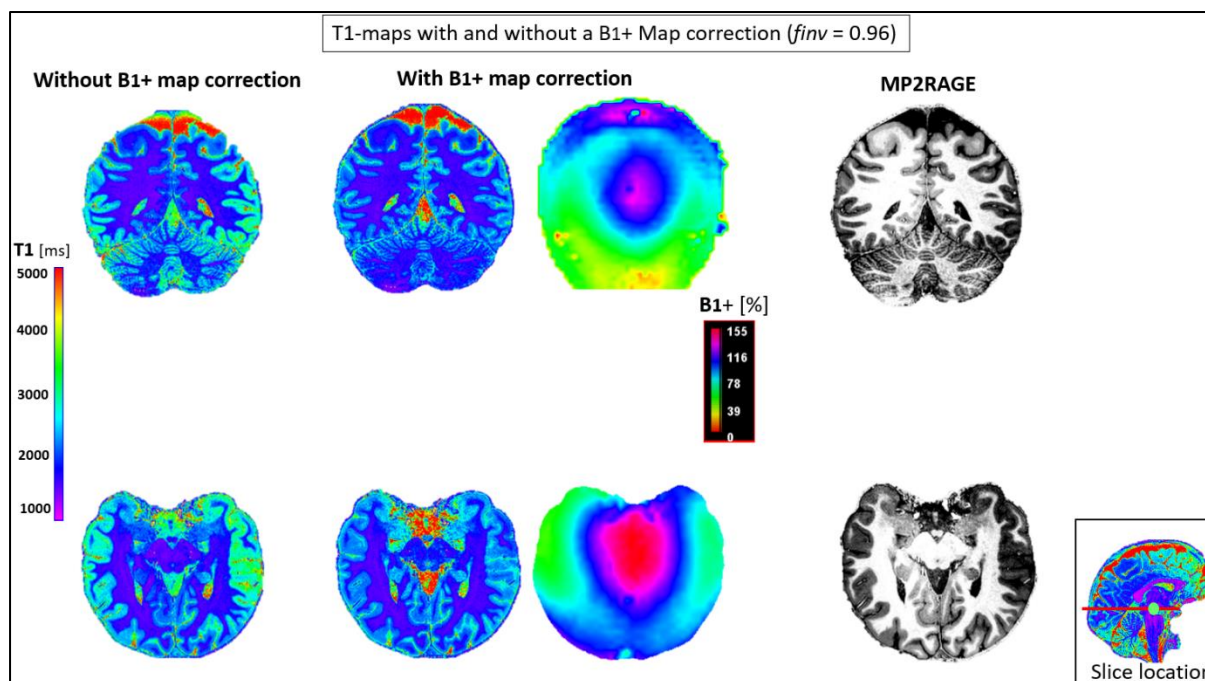 T1-maps with and without a B1+ Map correction (finv = 0.96)
Without B1+ map correction
With B1+ map correction
MP2RAGE
T1 [ms]
5000
4000
3000
2000
1000
B1+ [%]
155
116
78
39
0
Slice location